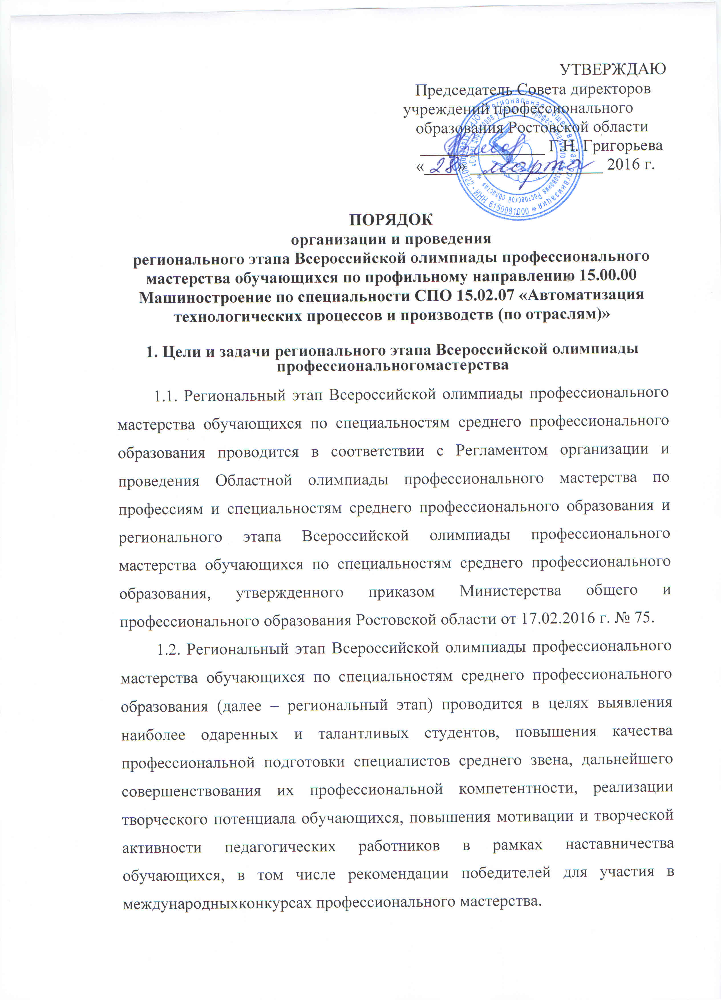 УТВЕРЖДАЮ
Председатель Совета директоров
учреждений профессионального
образования Ростовской области
Г.Н. Григорьева
«28» марта 2016 г.
Региональная общественная организация * ИНН 6150081000
«Совет директоров учреждений профессионального образования Ростовской области» *
ПОРЯДОК
организации и проведения
регионального этапа Всероссийской олимпиады профессионального
мастерства обучающихся по профильному направлению 15.00.00
Машиностроение по специальности СПО 15.02.07 «Автоматизация
технологических процессов и производств (по отраслям)»
1. Цели и задачи регионального этапа Всероссийской олимпиады
профессиональногомастерства
1.1. Региональный этап Всероссийской олимпиады профессионального
мастерства обучающихся по специальностям среднего профессионального
образования проводится в соответствии с Регламентом организации и
проведения Областной олимпиады профессионального мастерства по
профессиям и специальностям среднего профессионального образования и
регионального этапа Всероссийской олимпиады профессионального
мастерства обучающихся по специальностям среднего профессионального
образования, утвержденного приказом Министерства общего и
профессионального образования Ростовской области от 17.02.2016 г. № 75.
1.2. Региональный этап Всероссийской олимпиады профессионального
мастерства обучающихся по специальностям среднего профессионального
образования (далее – региональный этап) проводится в целях выявления
наиболее одаренных и талантливых студентов, повышения качества
профессиональной подготовки специалистов среднего звена, дальнейшего
совершенствования их профессиональной компетентности, реализации
творческого потенциала обучающихся, повышения мотивации и творческой
активности педагогических работников в рамках наставничества
обучающихся, в том числе рекомендации победителей для участия в
международныхконкурсах профессионального мастерства.